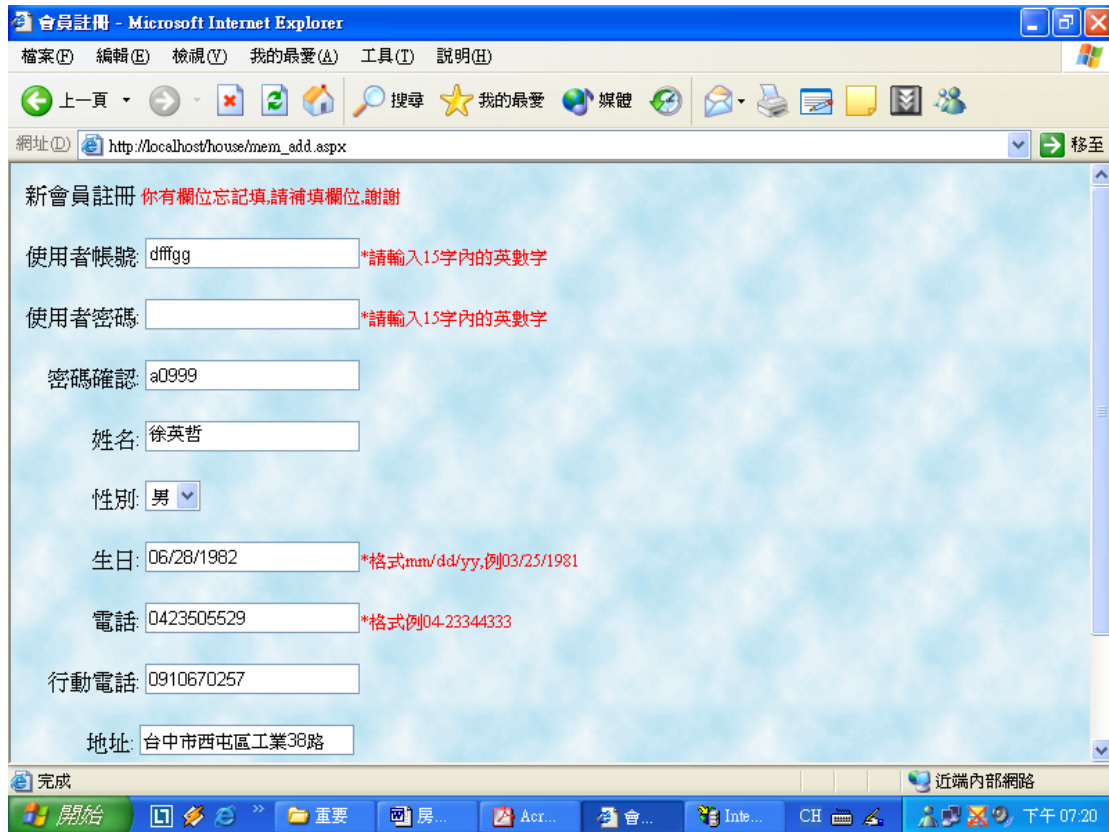 會員註冊 - Microsoft Internet Explorer
檔案(F) 編輯(E) 檢視(V) 我的最愛(A) 工具(T) 說明(H)
上一頁 搜尋 我的最愛 媒體
網址(D) http://localhost/house/mem_add.aspx 移至
新會員註冊 你有欄位忘記填,請補填欄位,謝謝
使用者帳號: dfffgg *請輸入15字內的英數字
使用者密碼: *請輸入15字內的英數字
密碼確認: a0999
姓名: 徐英哲
性別: 男
生日: 06/28/1982 *格式mm/dd/yy,例03/25/1981
電話: 0423505529 *格式例04-23344333
行動電話: 0910670257
地址: 台中市西屯區工業38路
完成 近端內部網路
開始 » 重要 房... Acr... 會... Inte... CH 下午 07:20